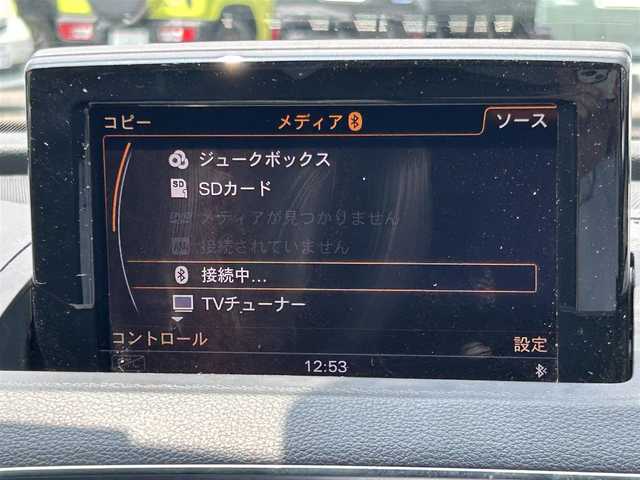 コピー メディア ソース
ジュークボックス
SD SDカード
メディアが見つかりません
接続されていません
接続中...
TVチューナー
コントロール 設定
12:53